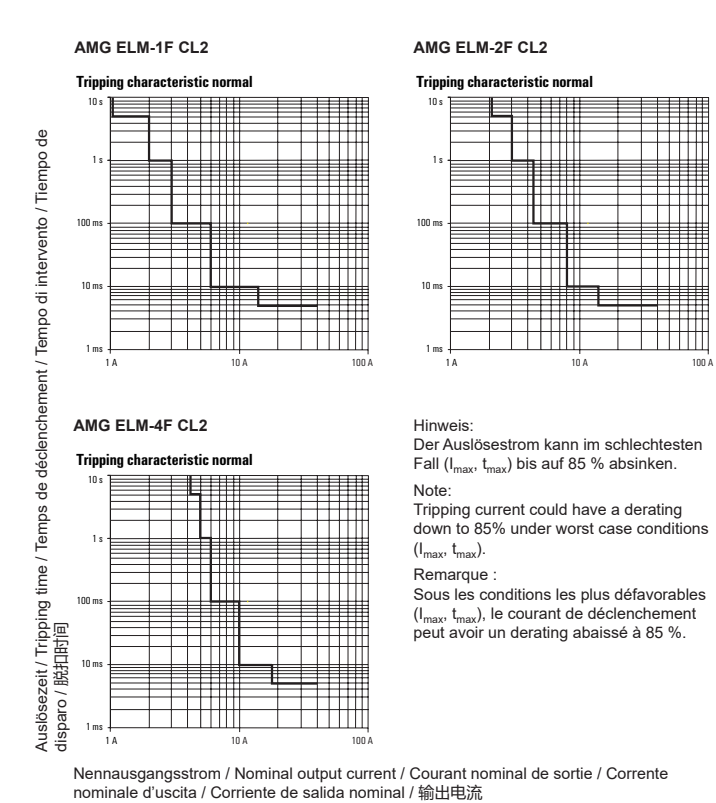 AMG ELM-1F CL2
Tripping characteristic normal
10 s
1 s
100 ms
10 ms
1 ms
1 A
10 A
100 A
AMG ELM-2F CL2
Tripping characteristic normal
10 s
1 s
100 ms
10 ms
1 ms
1 A
10 A
100 A
AMG ELM-4F CL2
Tripping characteristic normal
10 s
1 s
100 ms
10 ms
1 ms
1 A
10 A
100 A
Hinweis:
Der Auslösestrom kann im schlechtesten
Fall (Imax, tmax) bis auf 85 % absinken.
Note:
Tripping current could have a derating
down to 85% under worst case conditions
(Imax, tmax).
Remarque :
Sous les conditions les plus défavorables
(Imax, tmax), le courant de déclenchement
peut avoir un derating abaissé à 85 %.
Auslösezeit / Tripping time / Temps de déclenchement / Tempo di intervento / Tiempo de
disparo / 脱扣时间
Nennausgangsstrom / Nominal output current / Courant nominal de sortie / Corrente
nominale d'uscita / Corriente de salida nominal / 输出电流